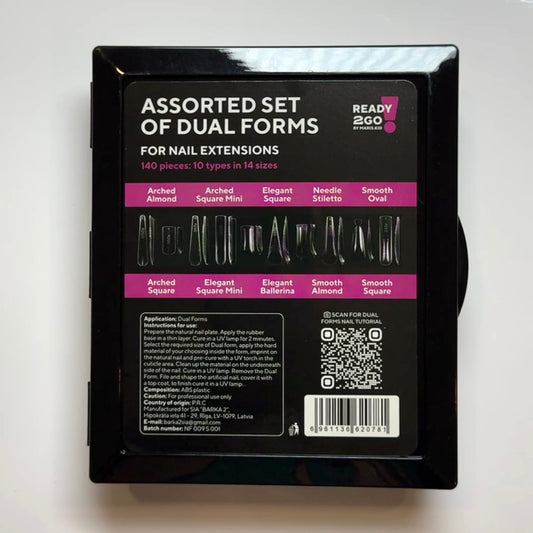 ASSORTED SET
OF DUAL FORMS
FOR NAIL EXTENSIONS
140 pieces: 10 types in 14 sizes
READY
2GO!
BY MARIS.KID
Arched
Almond
Arched
Square Mini
Elegant
Square
Needle
Stiletto
Smooth
Oval
Arched
Square
Elegant
Square Mini
Elegant
Ballerina
Smooth
Almond
Smooth
Square
Application: Dual Forms
Instructions for use:
Prepare the natural nail plate. Apply the rubber
base in a thin layer. Cure in a UV lamp for 2 minutes.
Select the required size of Dual form, apply the hard
material of your choosing inside the form, imprint on
the natural nail and pre-cure with a UV torch in the
cuticle area. Clean up the material on the underneath
side of the nail. Cure in a UV lamp. Remove the Dual
Form. File and shape the artificial nail, cover it with
a top coat, to finish cure it in a UV lamp.
Composition: ABS plastic
Caution: For professional use only
Country of origin: P.R.C
Manufactured for SIA "BARKA 2",
Hipokrāta iela 41 - 29, Riga, LV-1079, Latvia
E-mail: barka2sia@gmail.com
Batch number: NF 009 S 001
SCAN FOR DUAL
FORMS NAIL TUTORIAL
6 961136 620781